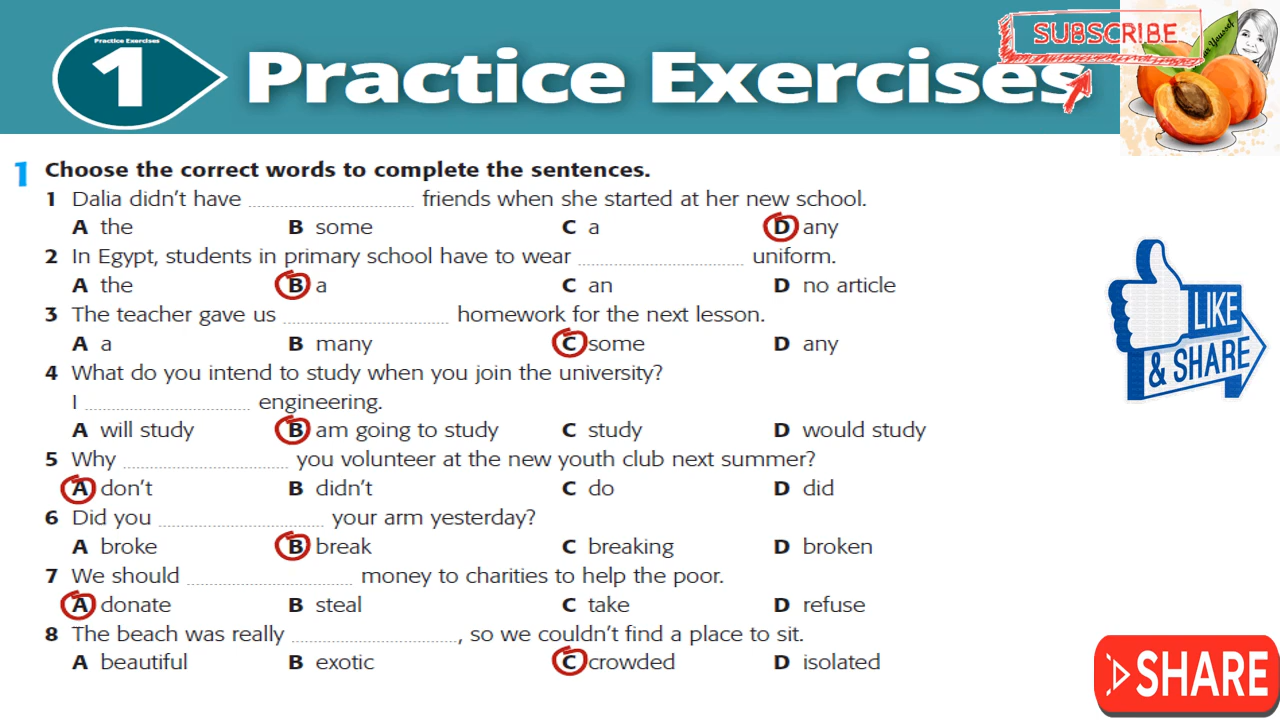 Practice Exercises
1
Practice Exercises
SUBSCRIBE
Youssef
1 Choose the correct words to complete the sentences.
1 Dalia didn't have ........ friends when she started at her new school.
A the B some C a D any
2 In Egypt, students in primary school have to wear ........ uniform.
A the B a C an D no article
3 The teacher gave us ........ homework for the next lesson.
A a B many C some D any
4 What do you intend to study when you join the university?
I ........ engineering.
A will study B am going to study C study D would study
5 Why ........ you volunteer at the new youth club next summer?
A don't B didn't C do D did
6 Did you ........ your arm yesterday?
A broke B break C breaking D broken
7 We should ........ money to charities to help the poor.
A donate B steal C take D refuse
8 The beach was really ........, so we couldn't find a place to sit.
A beautiful B exotic C crowded D isolated
LIKE
& SHARE
SHARE